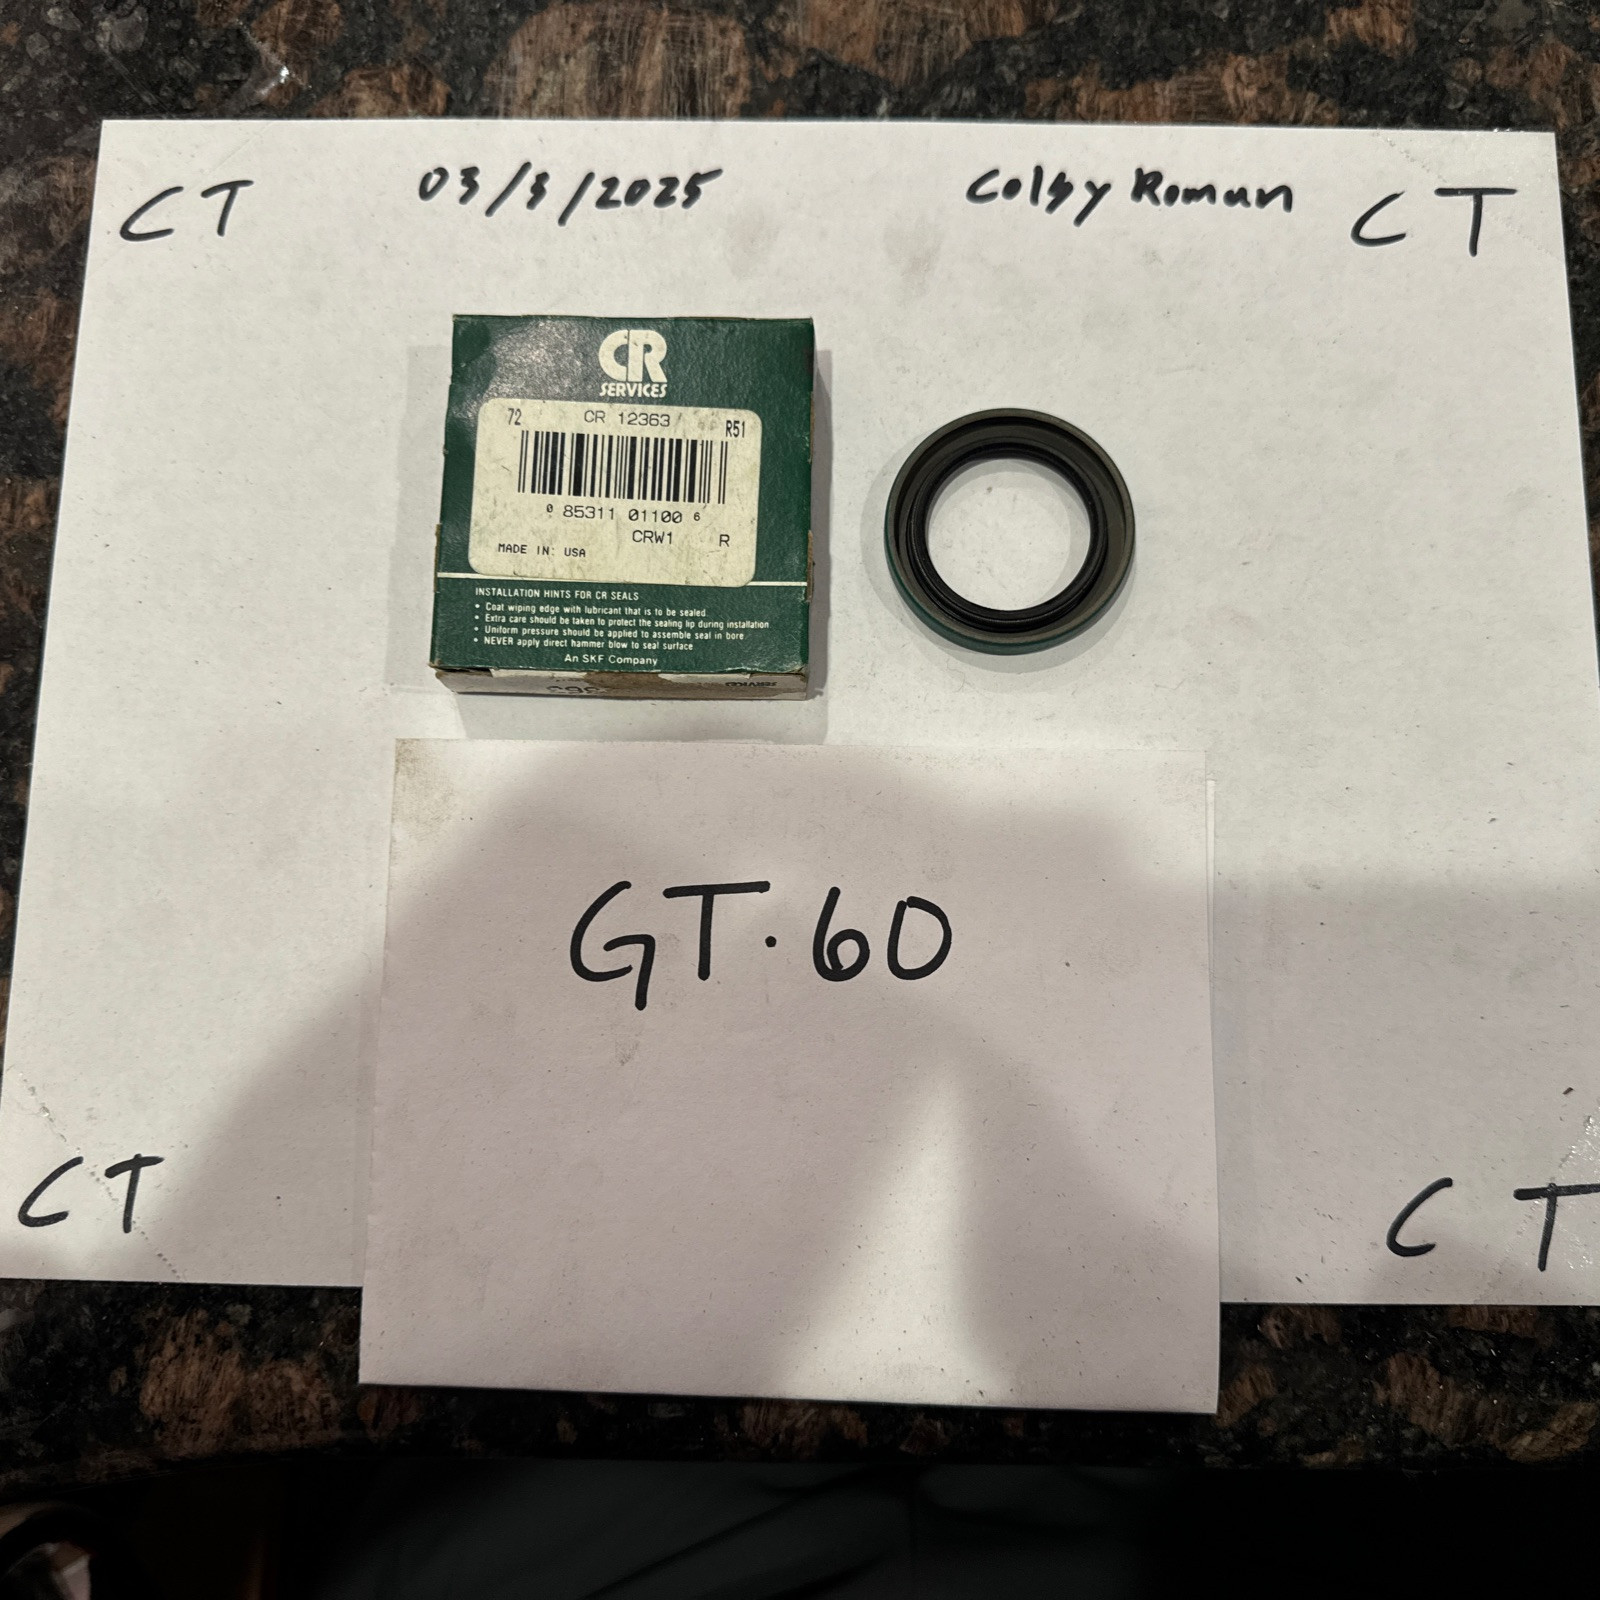 CT 03/3/2025 Colby Roman CT
CR
SERVICES
72 CR 12363 R51
0 85311 01100 6
CRW1 R
MADE IN: USA
INSTALLATION HINTS FOR CR SEALS
• Coat wiping edge with lubricant that is to be sealed
• Extra care should be taken to protect the sealing lip during installation
• Uniform pressure should be applied to assemble seal in bore
• NEVER apply direct hammer blow to seal surface
An SKF Company
GT·60
CT CT